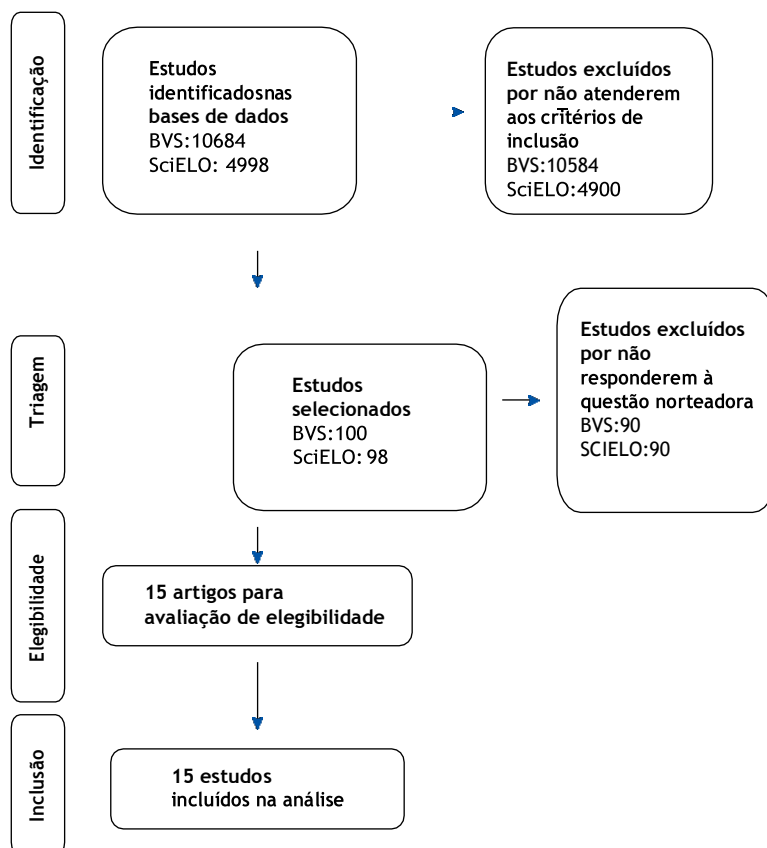 Identificação
Estudos
identificadosnas
bases de dados
BVS:10684
SciELO: 4998
Estudos excluídos
por não atenderem
aos critérios de
inclusão
BVS:10584
SciELO:4900
Triagem
Estudos
selecionados
BVS:100
SciELO: 98
Estudos excluídos
por não
responderem à
questão norteadora
BVS:90
SCIELO:90
Elegibilidade
15 artigos para
avaliação de elegibilidade
Inclusão
15 estudos
incluídos na análise